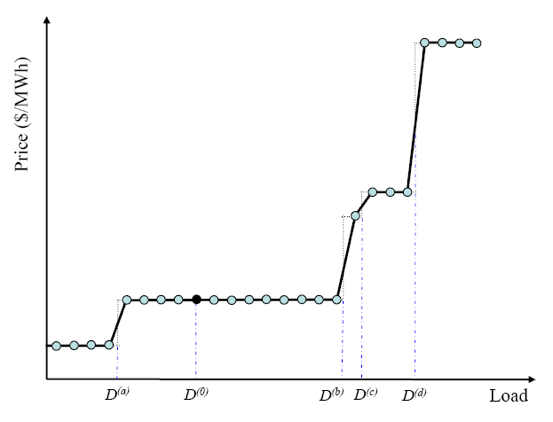 Price ($/MWh)
D(a) D(0) D(b) D(c) D(d) Load